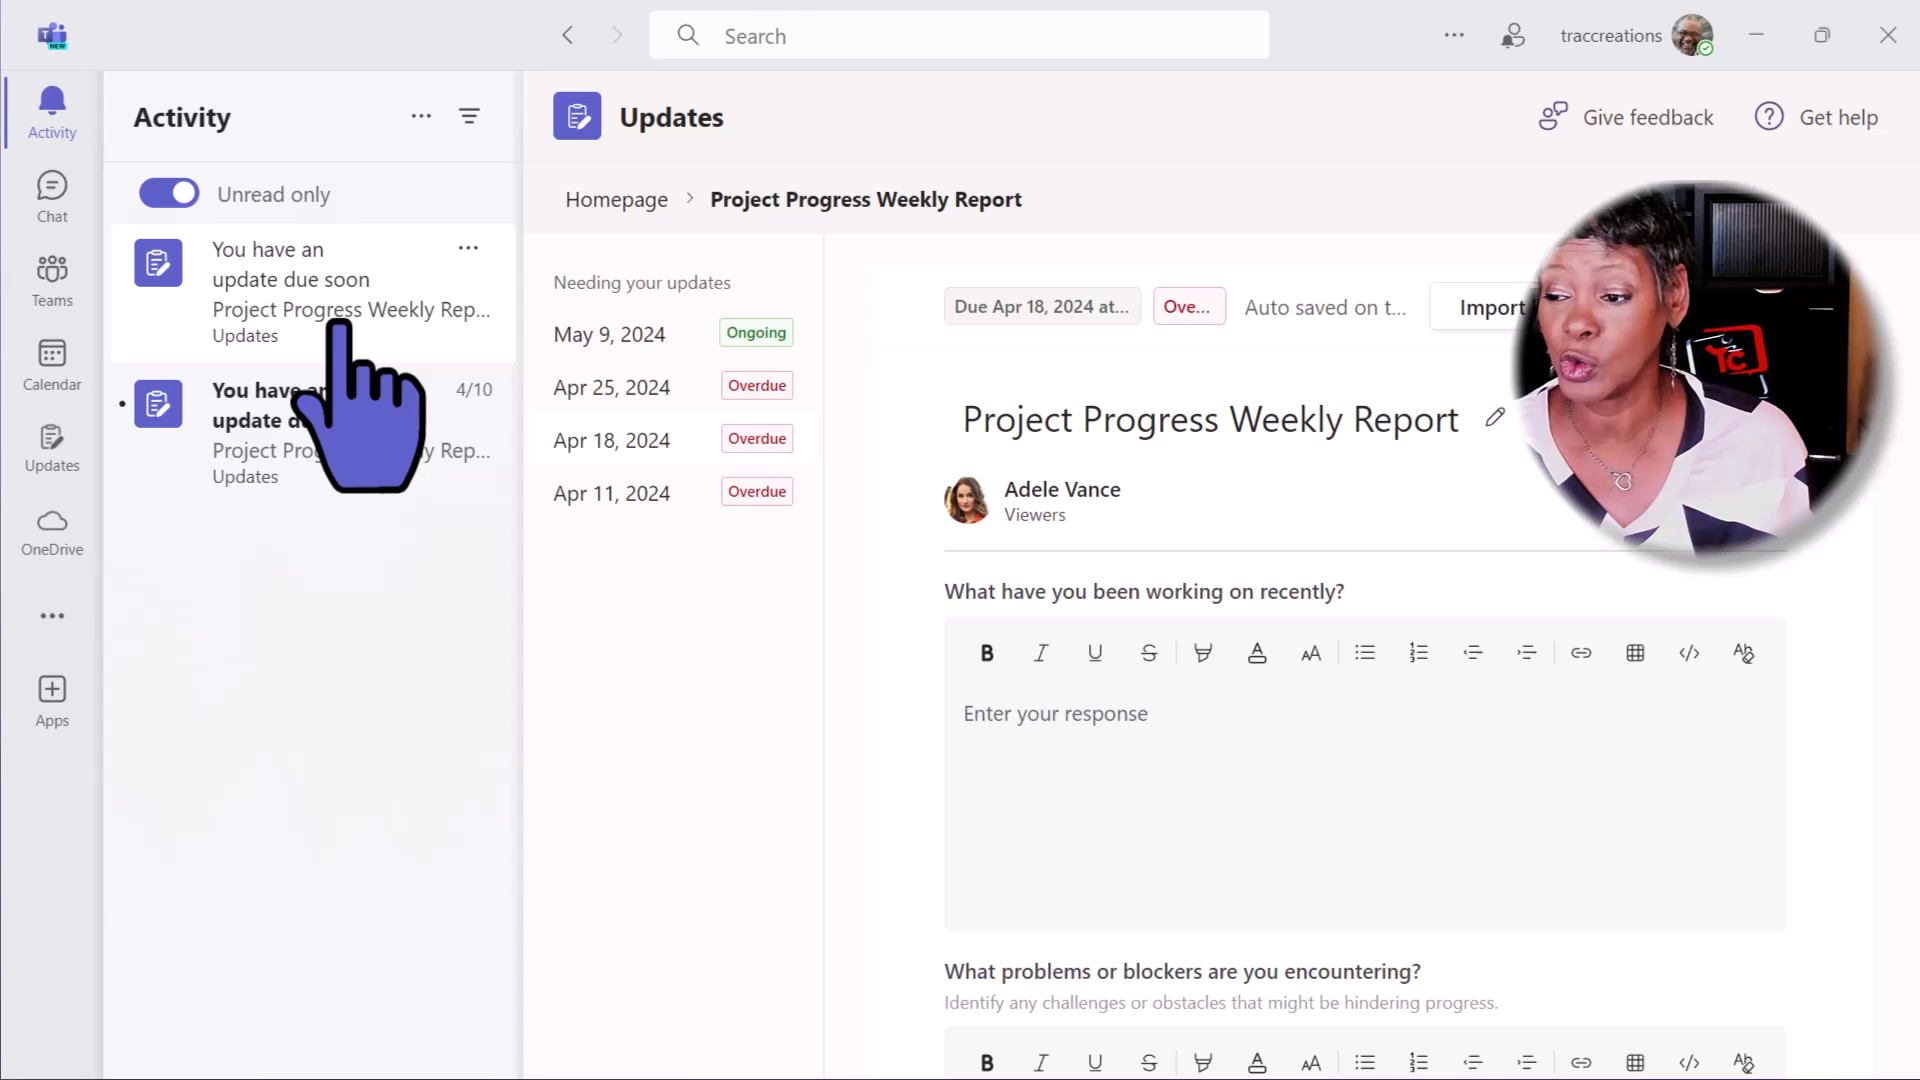 NEW
Search
traccreations
Activity
Chat
Teams
Calendar
Updates
OneDrive
Apps
Activity
Unread only
You have an
update due soon
Project Progress Weekly Rep...
Updates
You have an
4/10
update d
Project Prog
y Rep...
Updates
Updates
Give feedback
Get help
Homepage > Project Progress Weekly Report
Needing your updates
May 9, 2024 Ongoing
Apr 25, 2024 Overdue
Apr 18, 2024 Overdue
Apr 11, 2024 Overdue
Due Apr 18, 2024 at...
Ove...
Auto saved on t...
Import
Project Progress Weekly Report
Adele Vance
Viewers
What have you been working on recently?
Enter your response
What problems or blockers are you encountering?
Identify any challenges or obstacles that might be hindering progress.